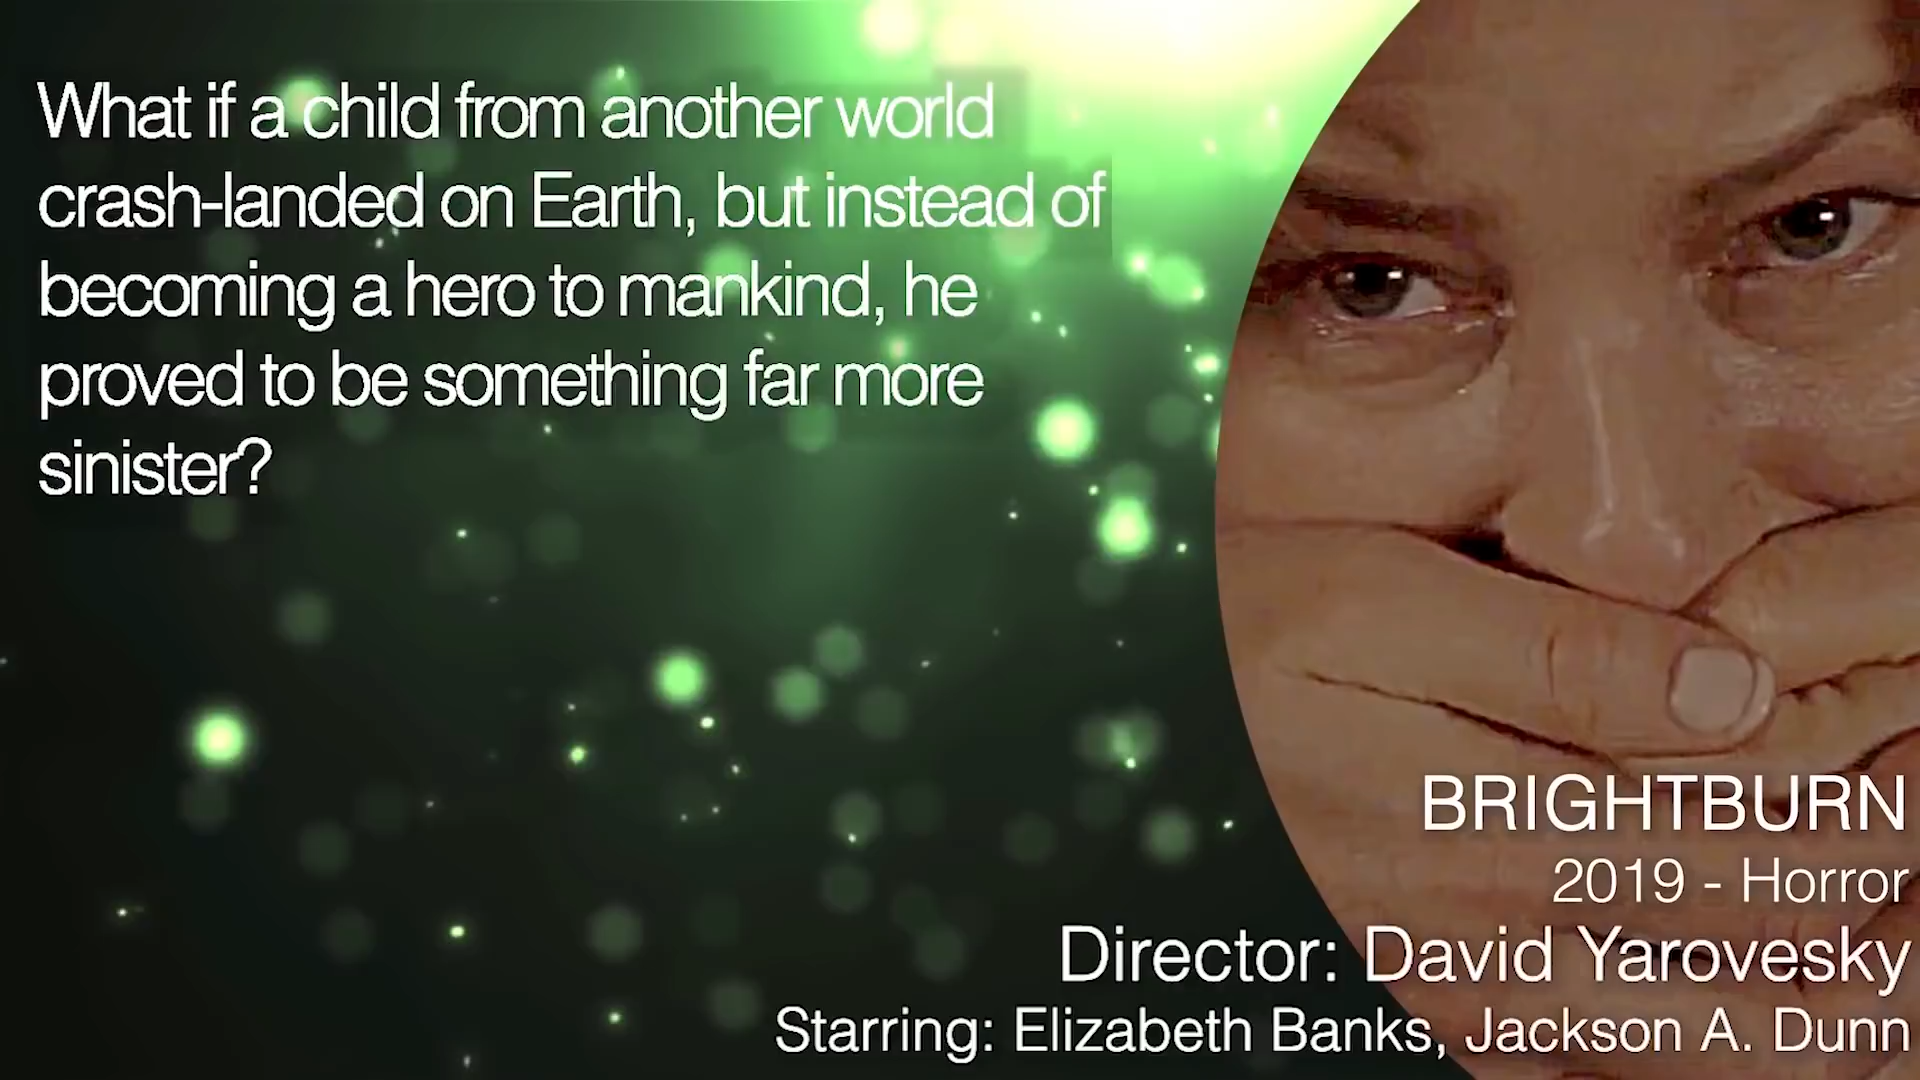 What if a child from another world
crash-landed on Earth, but instead of
becoming a hero to mankind, he
proved to be something far more
sinister?
BRIGHTBURN
2019 - Horror
Director: David Yarovesky
Starring: Elizabeth Banks, Jackson A. Dunn